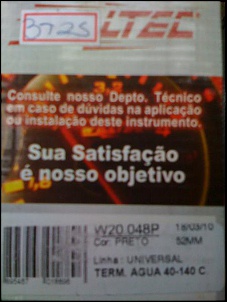 3725
LTEC
Consulte nosso Depto. Técnico
em caso de dúvidas na aplicação
ou instalação deste instrumento.
Sua Satisfação
é nosso objetivo
W20.048P 18/03/10
Cor: PRETO 52MM
Linha: UNIVERSAL
TERM. AGUA 40-140 C.